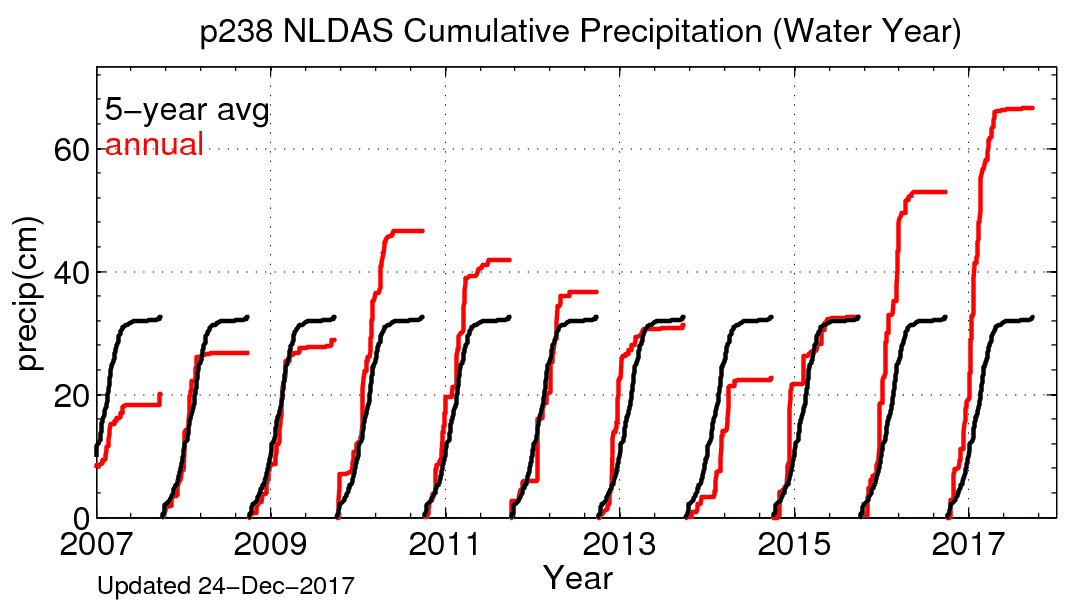 p238 NLDAS Cumulative Precipitation (Water Year)
5−year avg
annual
60
40
20
0
precip(cm)
2007 2009 2011 2013 2015 2017
Year
Updated 24−Dec−2017